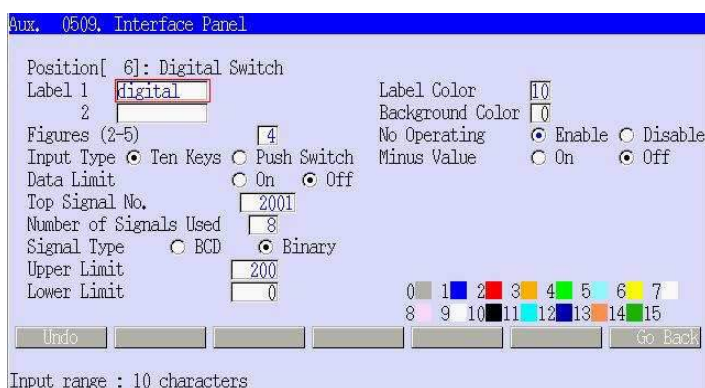 Aux. 0509. Interface Panel
Position[ 6]: Digital Switch
Label 1 digital Label Color 10
2 Background Color 0
Figures (2-5) 4 No Operating Enable Disable
Input Type Ten Keys Push Switch Minus Value On Off
Data Limit On Off
Top Signal No. 2001
Number of Signals Used 8
Signal Type BCD Binary
Upper Limit 200
Lower Limit 0
0 1 2 3 4 5 6 7
8 9 10 11 12 13 14 15
Undo Go Back
Input range : 10 characters